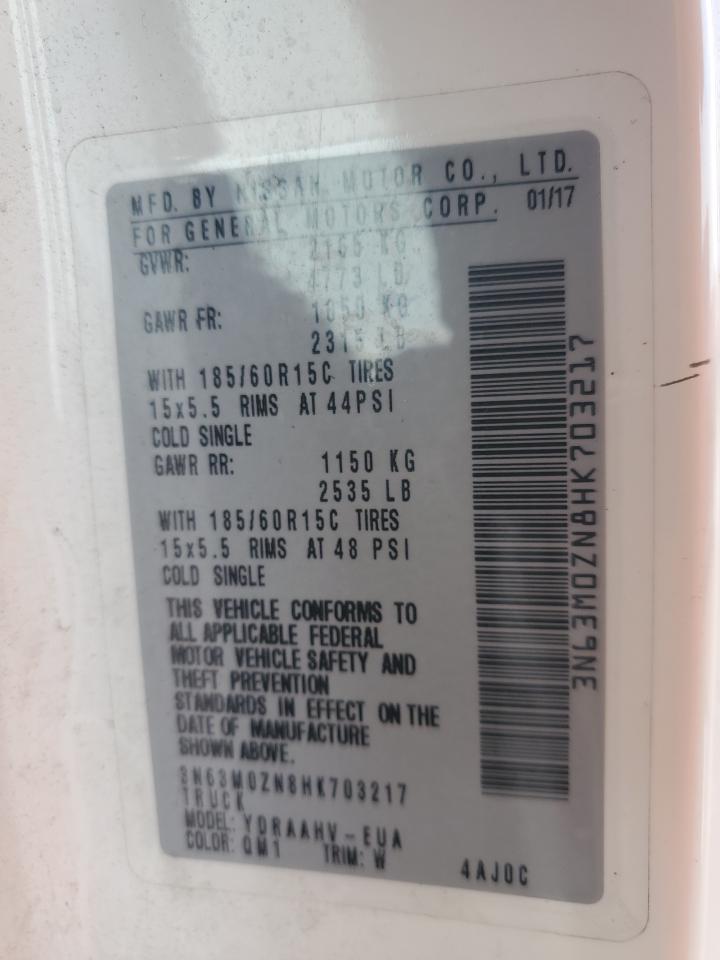 MFD. BY NISSAN MOTOR CO., LTD.
FOR GENERAL MOTORS CORP. 01/17
GVWR: 2165 KG
4773 LB
GAWR FR: 1050 KG
2315 LB
WITH 185/60R15C TIRES
15x5.5 RIMS AT 44PSI
COLD SINGLE
GAWR RR: 1150 KG
2535 LB
WITH 185/60R15C TIRES
15x5.5 RIMS AT 48 PSI
COLD SINGLE
THIS VEHICLE CONFORMS TO
ALL APPLICABLE FEDERAL
MOTOR VEHICLE SAFETY AND
THEFT PREVENTION
STANDARDS IN EFFECT ON THE
DATE OF MANUFACTURE
SHOWN ABOVE.
3N63M0ZN8HK703217
TRUCK
MODEL: YDRAAHV-EUA
COLOR: QM1 TRIM: W
4AJ0C
3N63M0ZN8HK703217